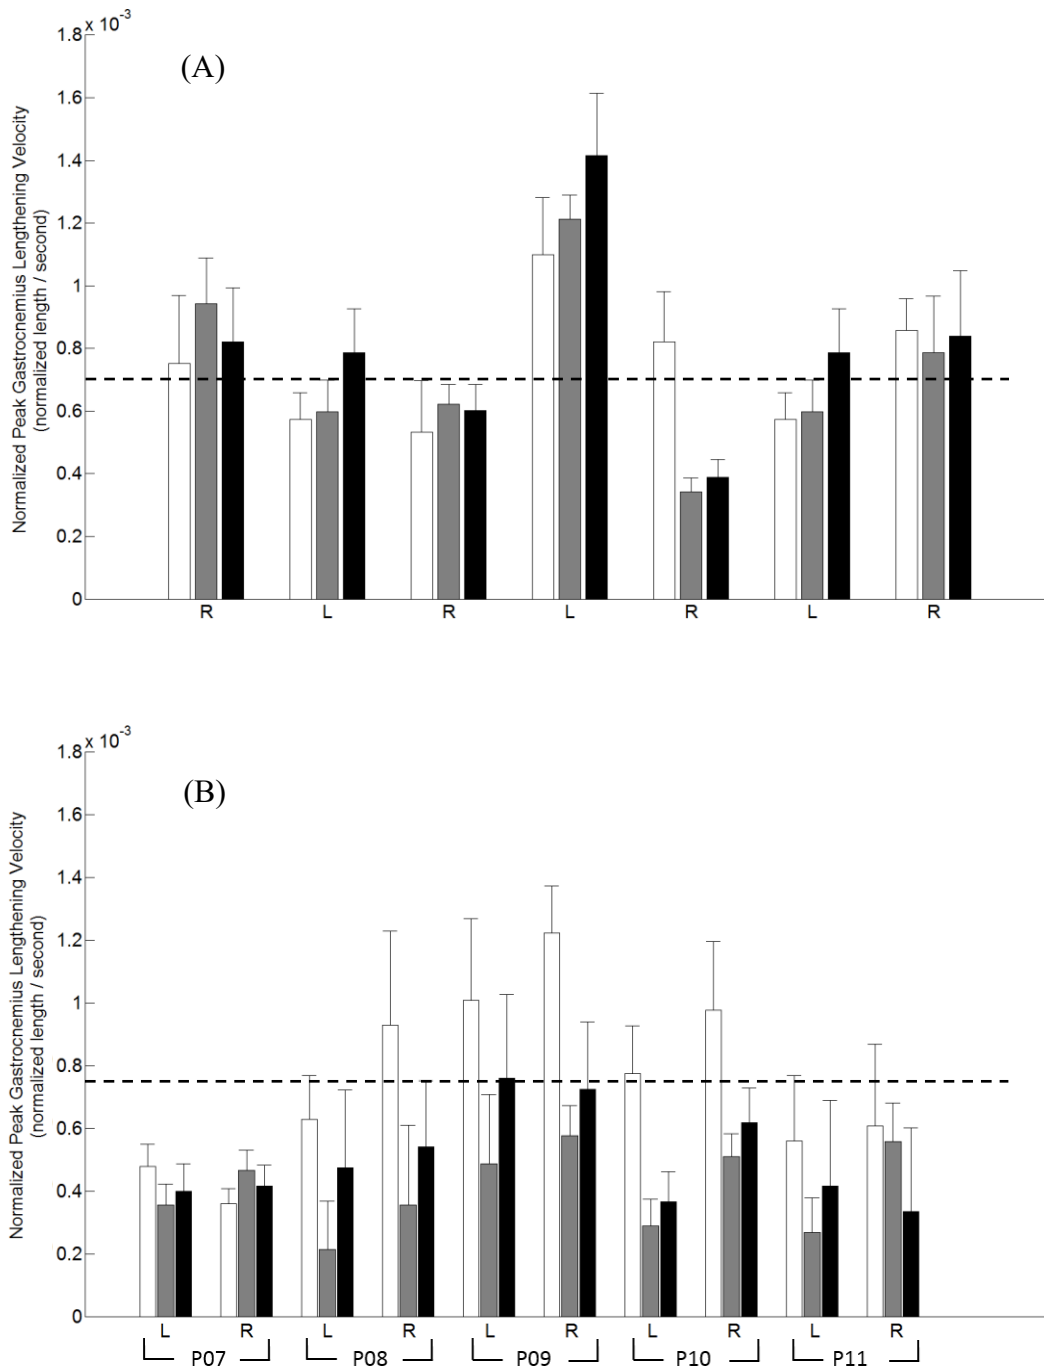 x 10-3
1.8
(A)
1.6
1.4
1.2
1
0.8
0.6
0.4
0.2
0
Normalized Peak Gastrocnemius Lengthening Velocity
(normalized length / second)
R L R L R L R
x 10-3
1.8
(B)
1.6
1.4
1.2
1
0.8
0.6
0.4
0.2
0
Normalized Peak Gastrocnemius Lengthening Velocity
(normalized length / second)
L R L R L R L R L R
P07 P08 P09 P10 P11